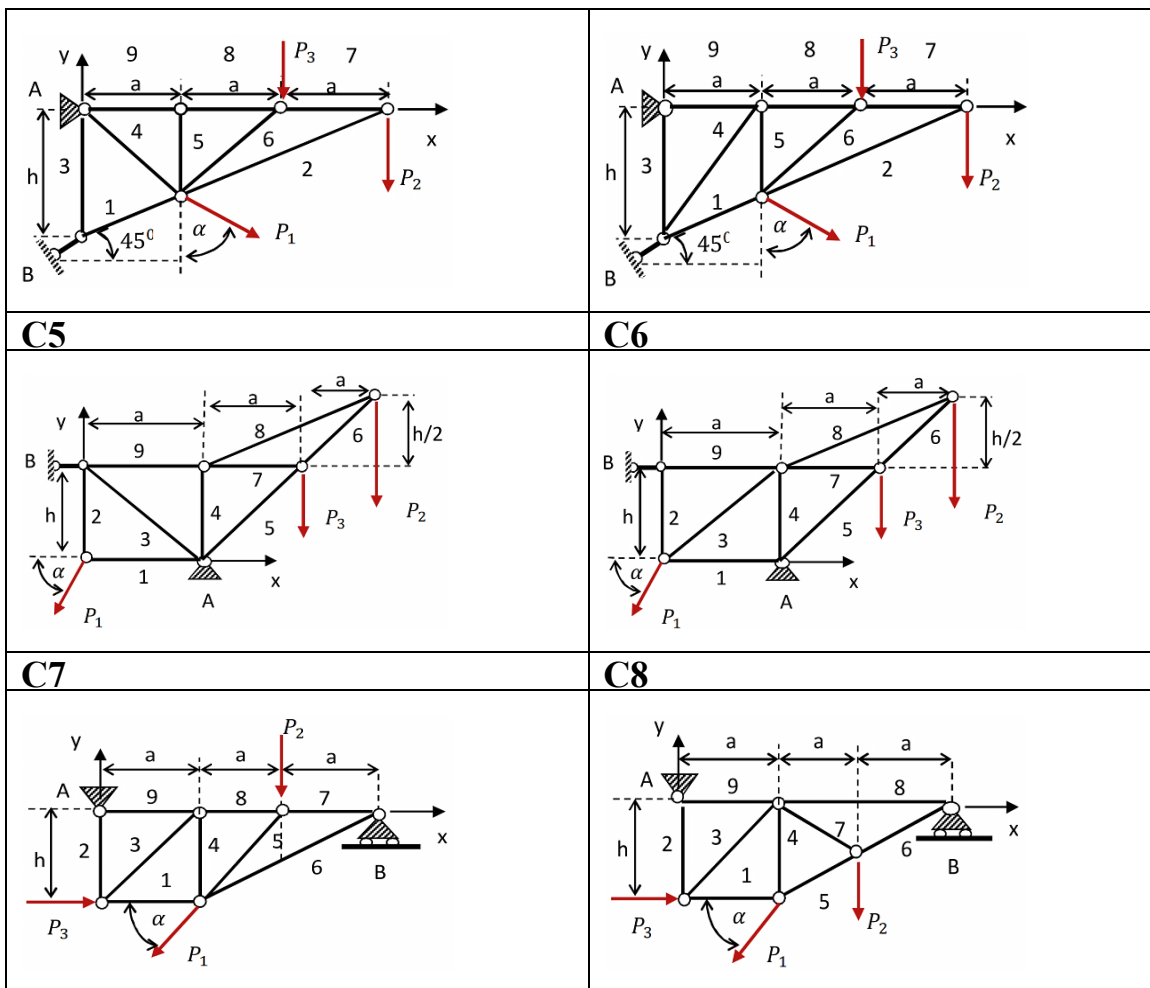 y 9 8 P₃ 7
A a a a
4 5 6 x
3 2
h P₂
1
45⁰ α P₁
B
y 9 8 P₃ 7
A a a a
4 5 6 x
3 2
h P₂
1
45⁰ α P₁
B
C5 C6
a
a
y a 8 6 h/2
B 9
7
h 2 4 P₃ P₂
3 5
α 1 x
A
P₁
a
a
y a 8 6 h/2
B 9
7
h 2 4 P₃ P₂
3 5
α 1 x
A
P₁
C7 C8
P₂
y a a a
A 9 8 7
x
h 2 3 4 5
1 6 B
P₃ α
P₁
y a a a
A 9 8
x
h 2 3 4 7
1 6 B
α 5
P₃ P₂
P₁